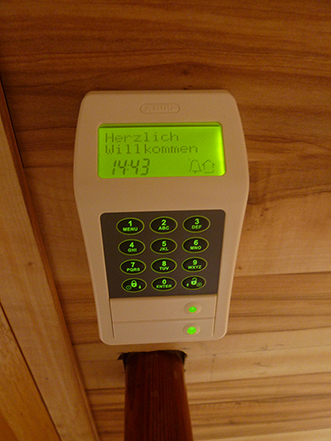 Herzlich
Willkommen
14:43
1 2 3
MENU ABC DEF
4 5 6
GHI JKL MNO
7 8 9
PQRS TUV WXYZ
0
ENTER